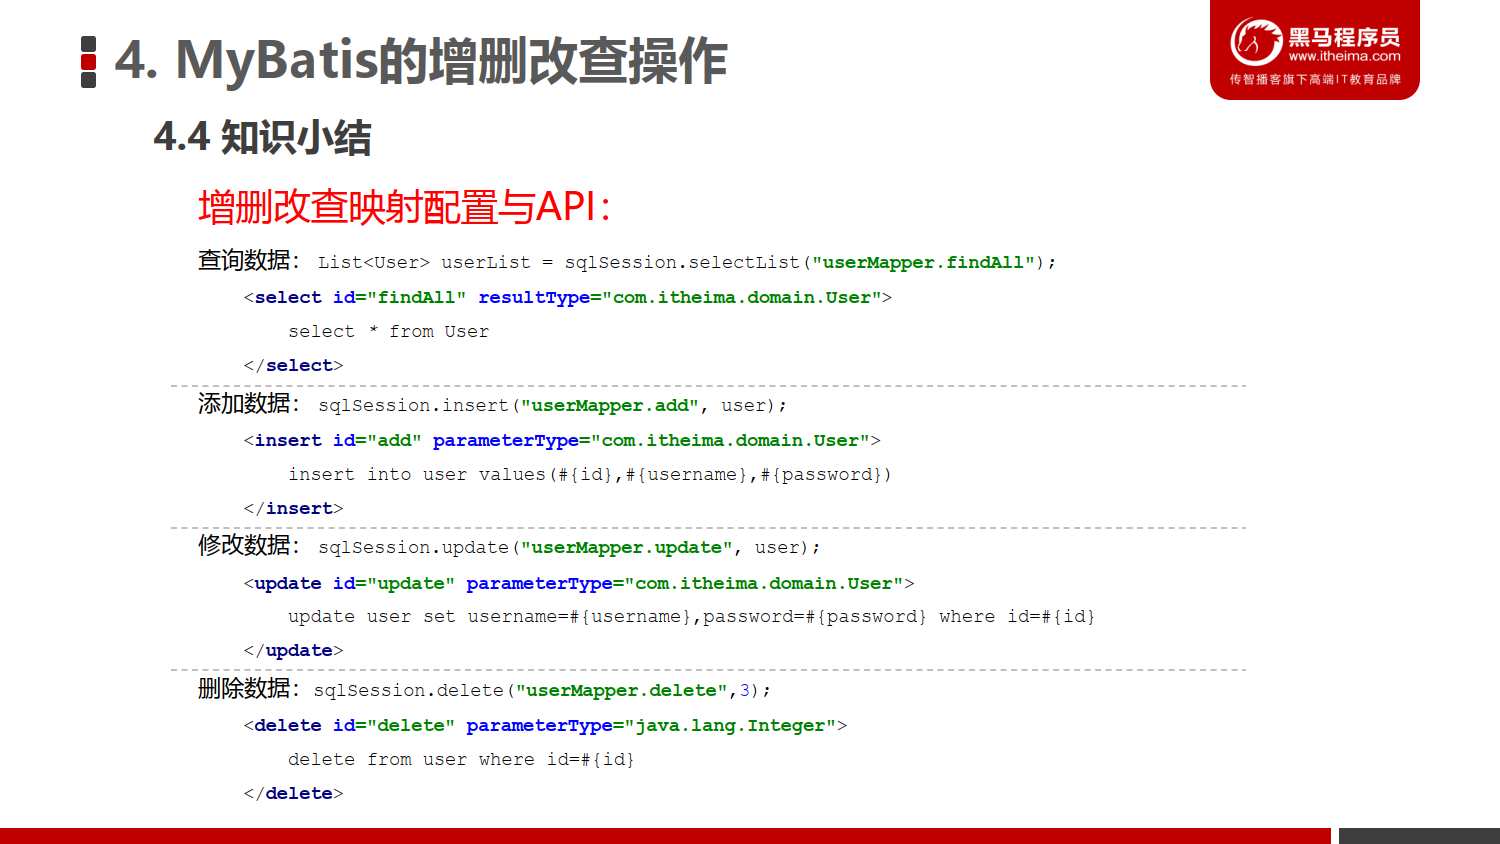 4. MyBatis的增删改查操作
黑马程序员
www.itheima.com
传智播客旗下高端IT教育品牌
4.4 知识小结
增删改查映射配置与API：
查询数据： List<User> userList = sqlSession.selectList("userMapper.findAll");
<select id="findAll" resultType="com.itheima.domain.User">
select * from User
</select>
添加数据： sqlSession.insert("userMapper.add", user);
<insert id="add" parameterType="com.itheima.domain.User">
insert into user values(#{id},#{username},#{password})
</insert>
修改数据： sqlSession.update("userMapper.update", user);
<update id="update" parameterType="com.itheima.domain.User">
update user set username=#{username},password=#{password} where id=#{id}
</update>
删除数据：sqlSession.delete("userMapper.delete",3);
<delete id="delete" parameterType="java.lang.Integer">
delete from user where id=#{id}
</delete>